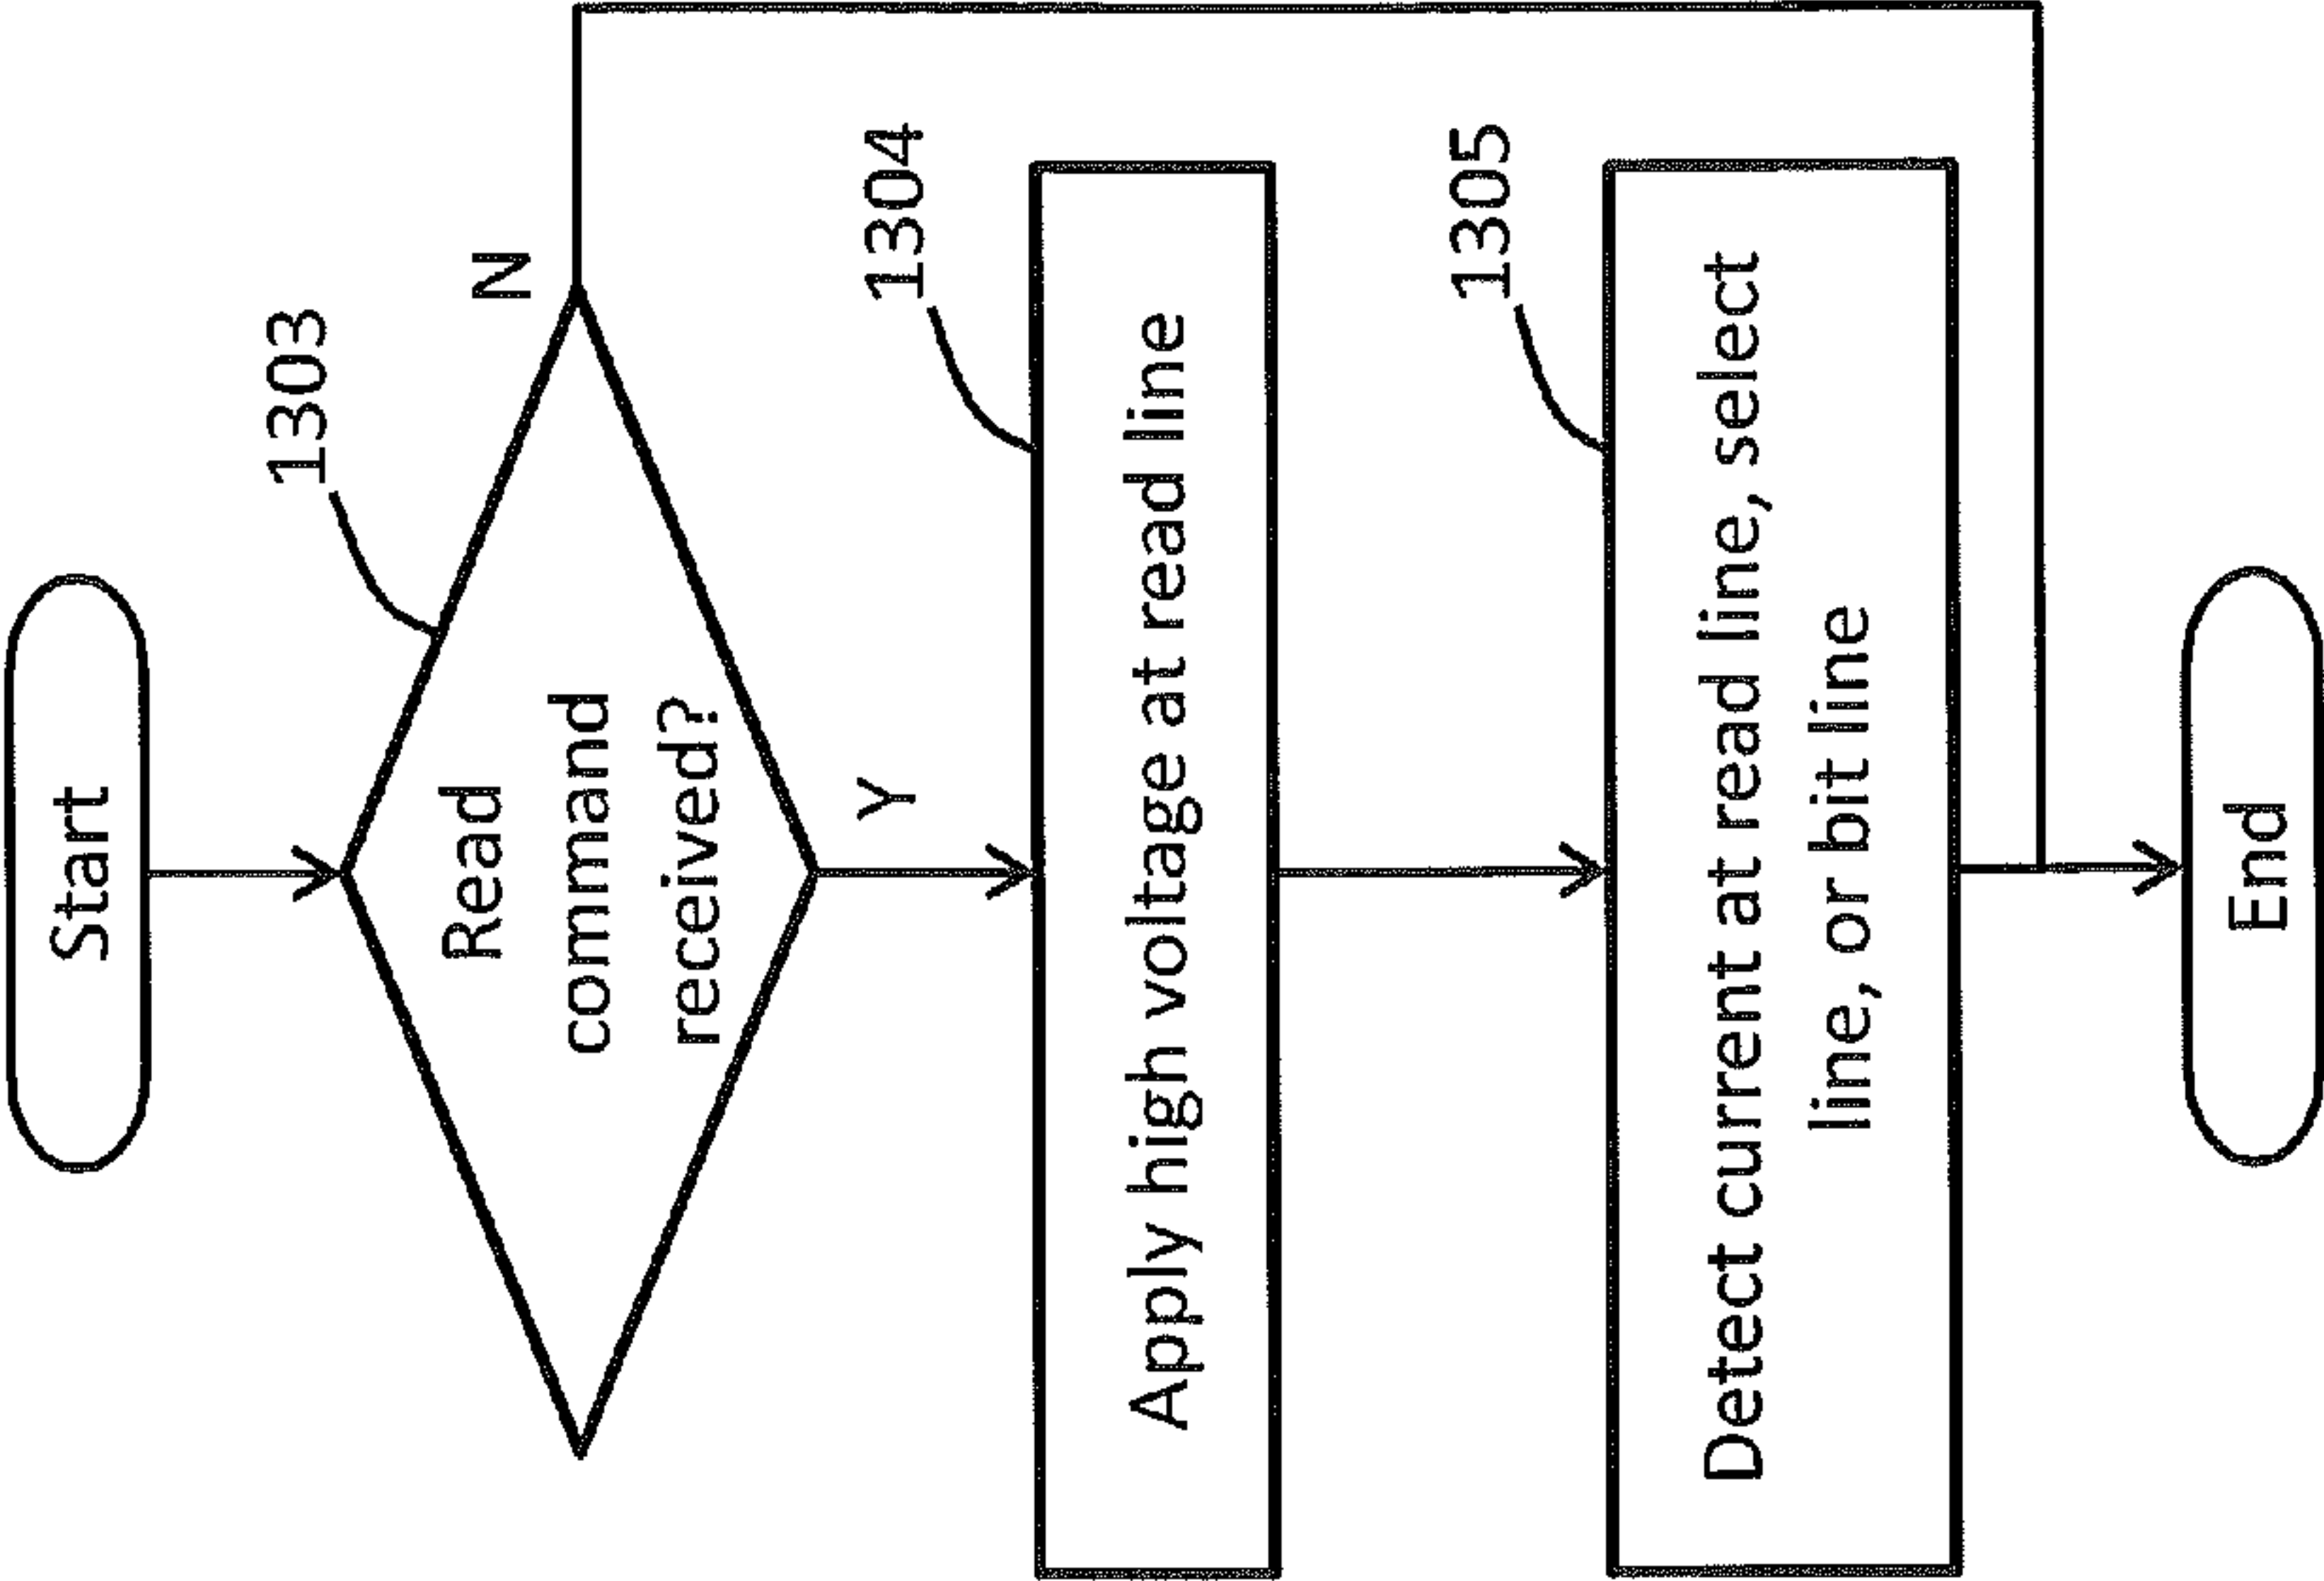 Start
1303
Read
command
received?
N
Y
1304
Apply high voltage at read line
1305
Detect current at read line, select
line, or bit line
End